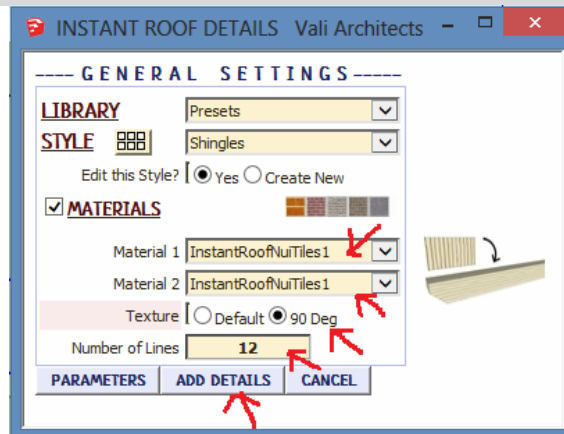 INSTANT ROOF DETAILS Vali Architects
---- GENERAL SETTINGS-----
LIBRARY Presets
STYLE Shingles
Edit this Style? Yes Create New
MATERIALS
Material 1 InstantRoofNuiTiles1
Material 2 InstantRoofNuiTiles1
Texture Default 90 Deg
Number of Lines 12
PARAMETERS ADD DETAILS CANCEL